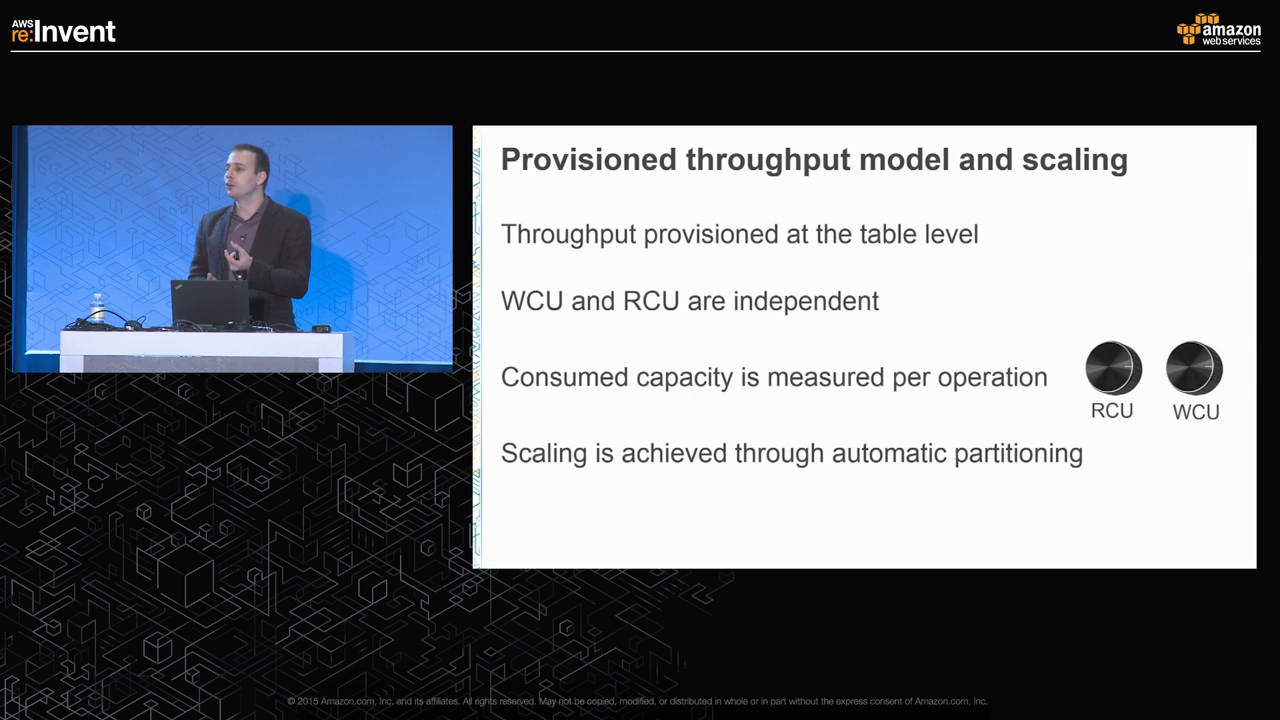 AWS
re:Invent
amazon
webservices
Provisioned throughput model and scaling
Throughput provisioned at the table level
WCU and RCU are independent
Consumed capacity is measured per operation
RCU
WCU
Scaling is achieved through automatic partitioning
© 2015 Amazon.com, Inc. and its affiliates. All rights reserved. May not be copied, modified, or distributed in whole or in part without the express consent of Amazon.com, Inc.